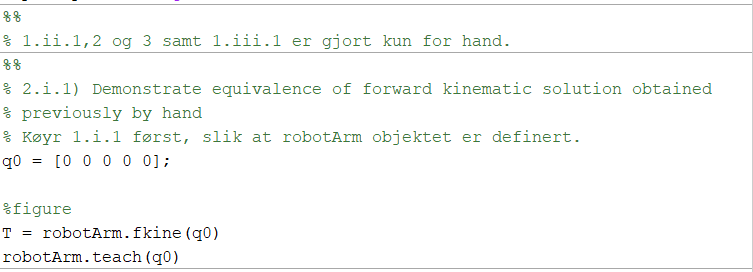 %%
% 1.ii.1,2 og 3 samt 1.iii.1 er gjort kun for hand.
%%
% 2.i.1) Demonstrate equivalence of forward kinematic solution obtained
% previously by hand
% Køyr 1.i.1 først, slik at robotArm objektet er definert.
q0 = [0 0 0 0 0];
%figure
T = robotArm.fkine(q0)
robotArm.teach(q0)